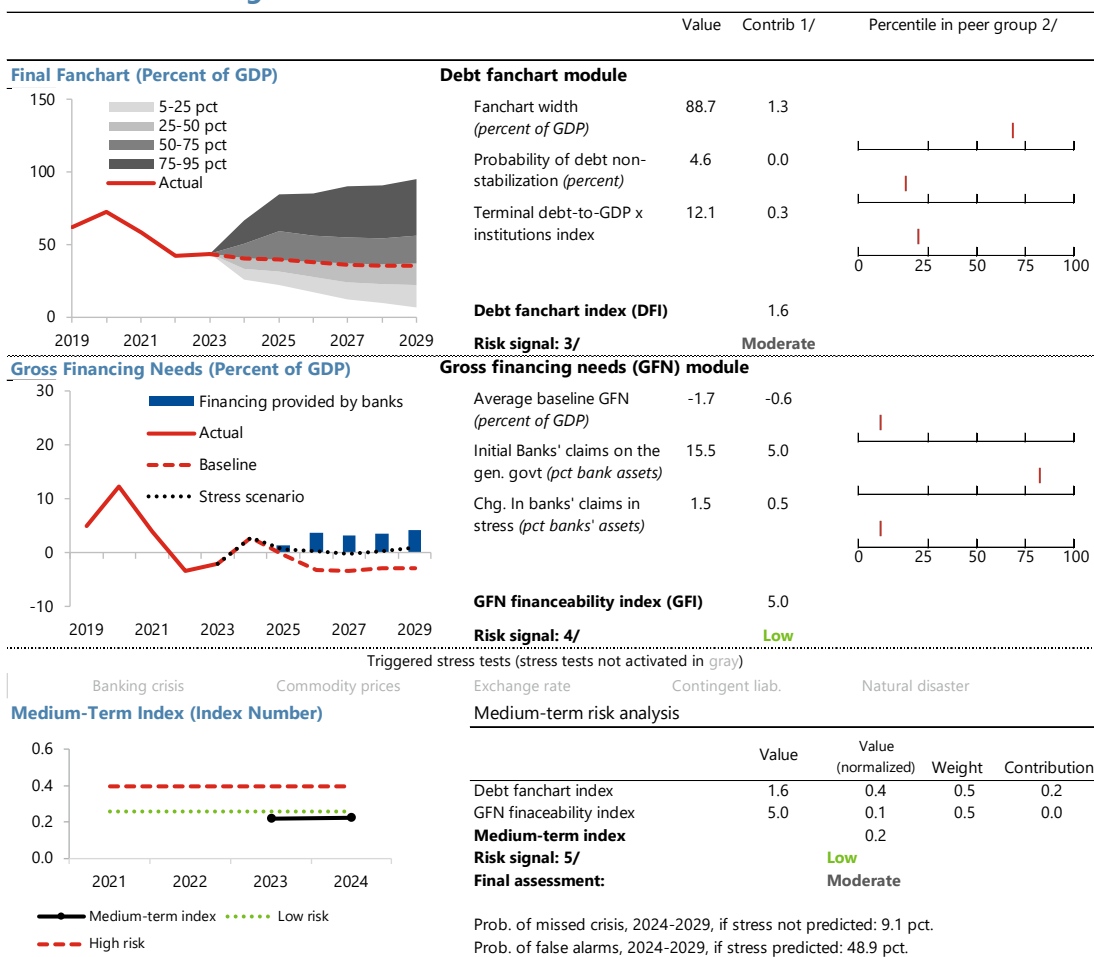 Value Contrib 1/ Percentile in peer group 2/
Final Fanchart (Percent of GDP)
150
100
50
0
5-25 pct
25-50 pct
50-75 pct
75-95 pct
Actual
2019 2021 2023 2025 2027 2029
Debt fanchart module
Fanchart width 88.7 1.3
(percent of GDP)
Probability of debt non- 4.6 0.0
stabilization (percent)
Terminal debt-to-GDP x 12.1 0.3
institutions index
0 25 50 75 100
Debt fanchart index (DFI) 1.6
Risk signal: 3/ Moderate
Gross Financing Needs (Percent of GDP)
30
20
10
0
-10
Financing provided by banks
Actual
Baseline
Stress scenario
2019 2021 2023 2025 2027 2029
Gross financing needs (GFN) module
Average baseline GFN -1.7 -0.6
(percent of GDP)
Initial Banks' claims on the 15.5 5.0
gen. govt (pct bank assets)
Chg. In banks' claims in 1.5 0.5
stress (pct banks' assets)
0 25 50 75 100
GFN financeability index (GFI) 5.0
Risk signal: 4/ Low
Triggered stress tests (stress tests not activated in gray)
Banking crisis Commodity prices Exchange rate Contingent liab. Natural disaster
Medium-Term Index (Index Number)
0.6
0.4
0.2
0.0
2021 2022 2023 2024
Medium-term index Low risk
High risk
Medium-term risk analysis
Value Value (normalized) Weight Contribution
Debt fanchart index 1.6 0.4 0.5 0.2
GFN finaceability index 5.0 0.1 0.5 0.0
Medium-term index 0.2
Risk signal: 5/ Low
Final assessment: Moderate
Prob. of missed crisis, 2024-2029, if stress not predicted: 9.1 pct.
Prob. of false alarms, 2024-2029, if stress predicted: 48.9 pct.